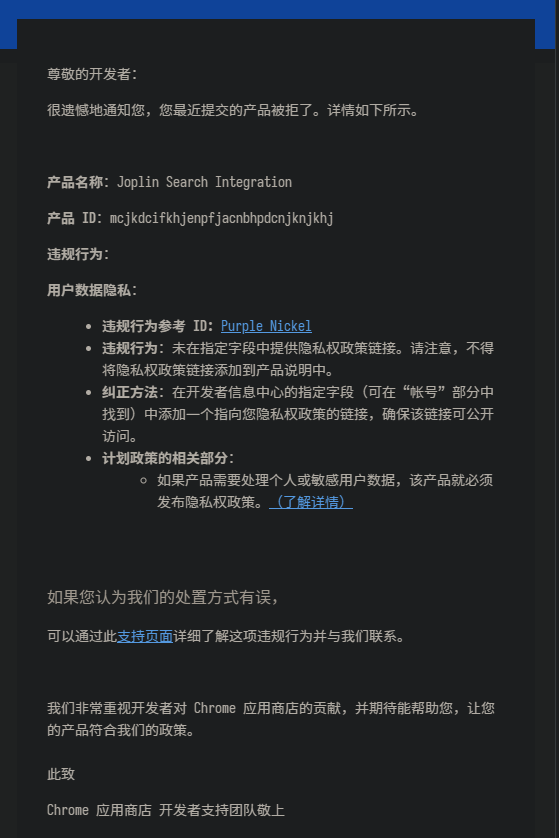 尊敬的开发者：
很遗憾地通知您，您最近提交的产品被拒了。详情如下所示。
产品名称：Joplin Search Integration
产品 ID：mcjkdcifkhjenpfjacnbhpdcnjknjkhj
违规行为：
用户数据隐私：
违规行为参考 ID：Purple Nickel
违规行为：未在指定字段中提供隐私权政策链接。请注意，不得
将隐私权政策链接添加到产品说明中。
纠正方法：在开发者信息中心的指定字段（可在“帐号”部分中
找到）中添加一个指向您隐私权政策的链接，确保该链接可公开
访问。
计划政策的相关部分：
如果产品需要处理个人或敏感用户数据，该产品就必须
发布隐私权政策。（了解详情）
如果您认为我们的处置方式有误，
可以通过此支持页面详细了解这项违规行为并与我们联系。
我们非常重视开发者对 Chrome 应用商店的贡献，并期待能帮助您，让您
的产品符合我们的政策。
此致
Chrome 应用商店 开发者支持团队敬上